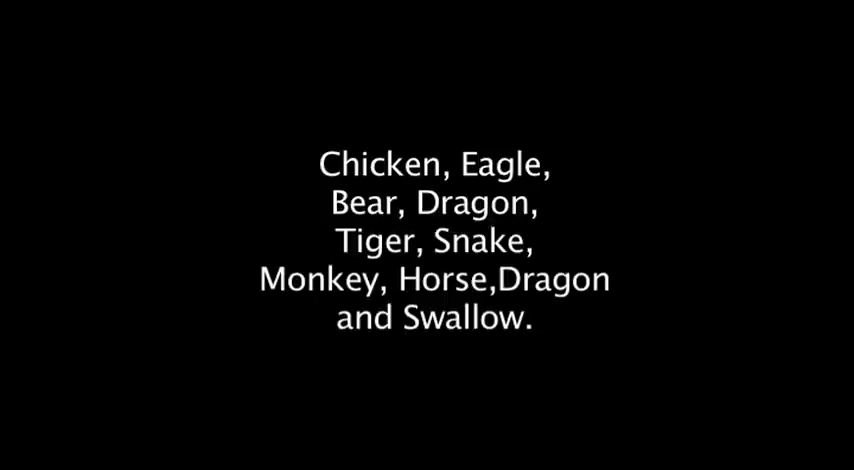 Chicken, Eagle,
Bear, Dragon,
Tiger, Snake,
Monkey, Horse,Dragon
and Swallow.